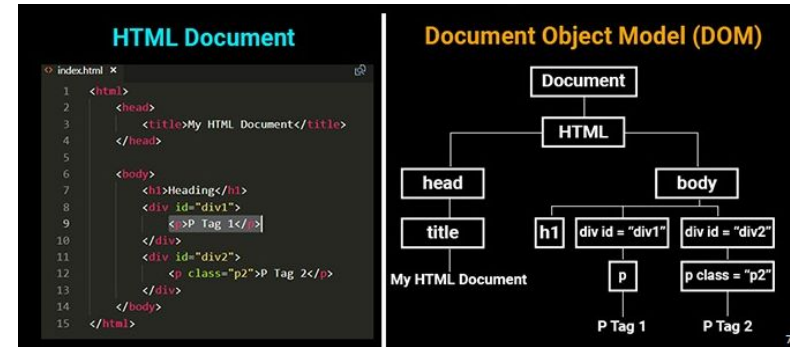 HTML Document
index.html ×
1 <html>
2 <head>
3 <title>My HTML Document</title>
4 </head>
5
6 <body>
7 <h1>Heading</h1>
8 <div id="div1">
9 <p>P Tag 1</p>
10 </div>
11 <div id="div2">
12 <p class="p2">P Tag 2</p>
13 </div>
14 </body>
15 </html>
Document Object Model (DOM)
Document
HTML
head body
title h1 div id = “div1” div id = “div2”
My HTML Document p p class = “p2”
P Tag 1 P Tag 2
7